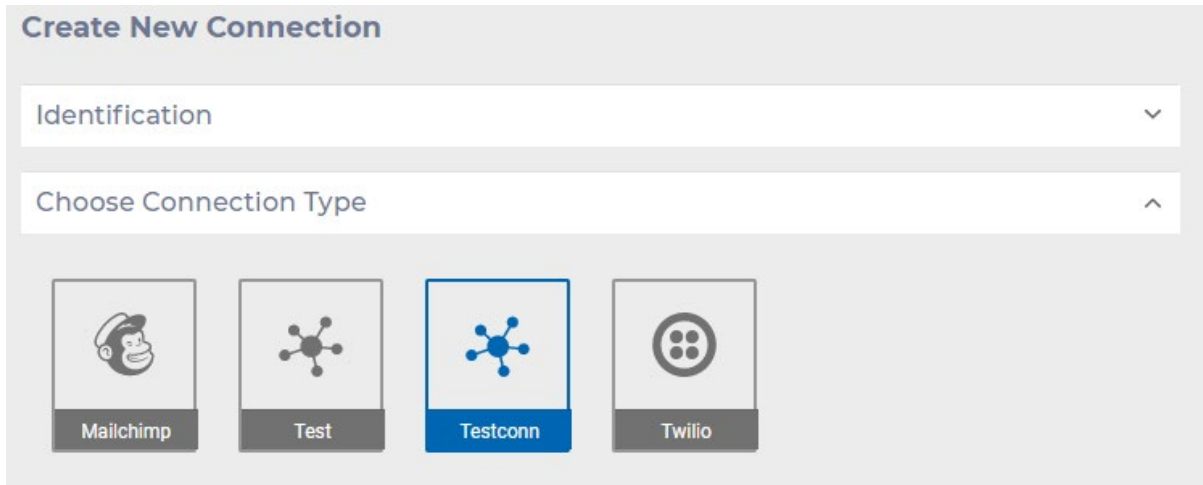 Create New Connection
Identification
Choose Connection Type
Mailchimp Test Testconn Twilio